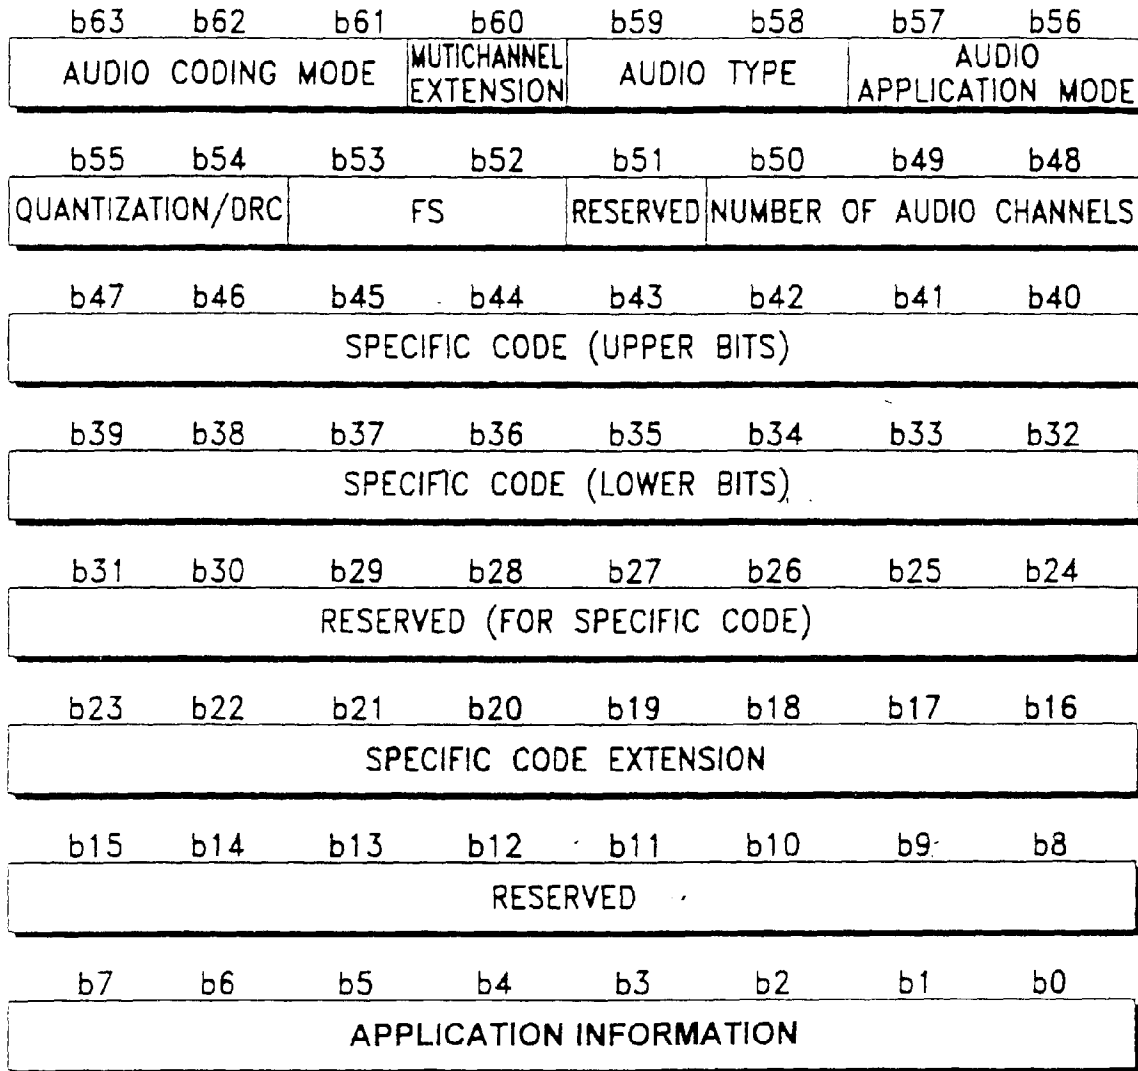 b63 b62 b61 b60 b59 b58 b57 b56
AUDIO CODING MODE
MUTICHANNEL
EXTENSION
AUDIO TYPE
AUDIO
APPLICATION MODE
b55 b54 b53 b52 b51 b50 b49 b48
QUANTIZATION/DRC FS RESERVED NUMBER OF AUDIO CHANNELS
b47 b46 b45 b44 b43 b42 b41 b40
SPECIFIC CODE (UPPER BITS)
b39 b38 b37 b36 b35 b34 b33 b32
SPECIFIC CODE (LOWER BITS)
b31 b30 b29 b28 b27 b26 b25 b24
RESERVED (FOR SPECIFIC CODE)
b23 b22 b21 b20 b19 b18 b17 b16
SPECIFIC CODE EXTENSION
b15 b14 b13 b12 b11 b10 b9 b8
RESERVED
b7 b6 b5 b4 b3 b2 b1 b0
APPLICATION INFORMATION